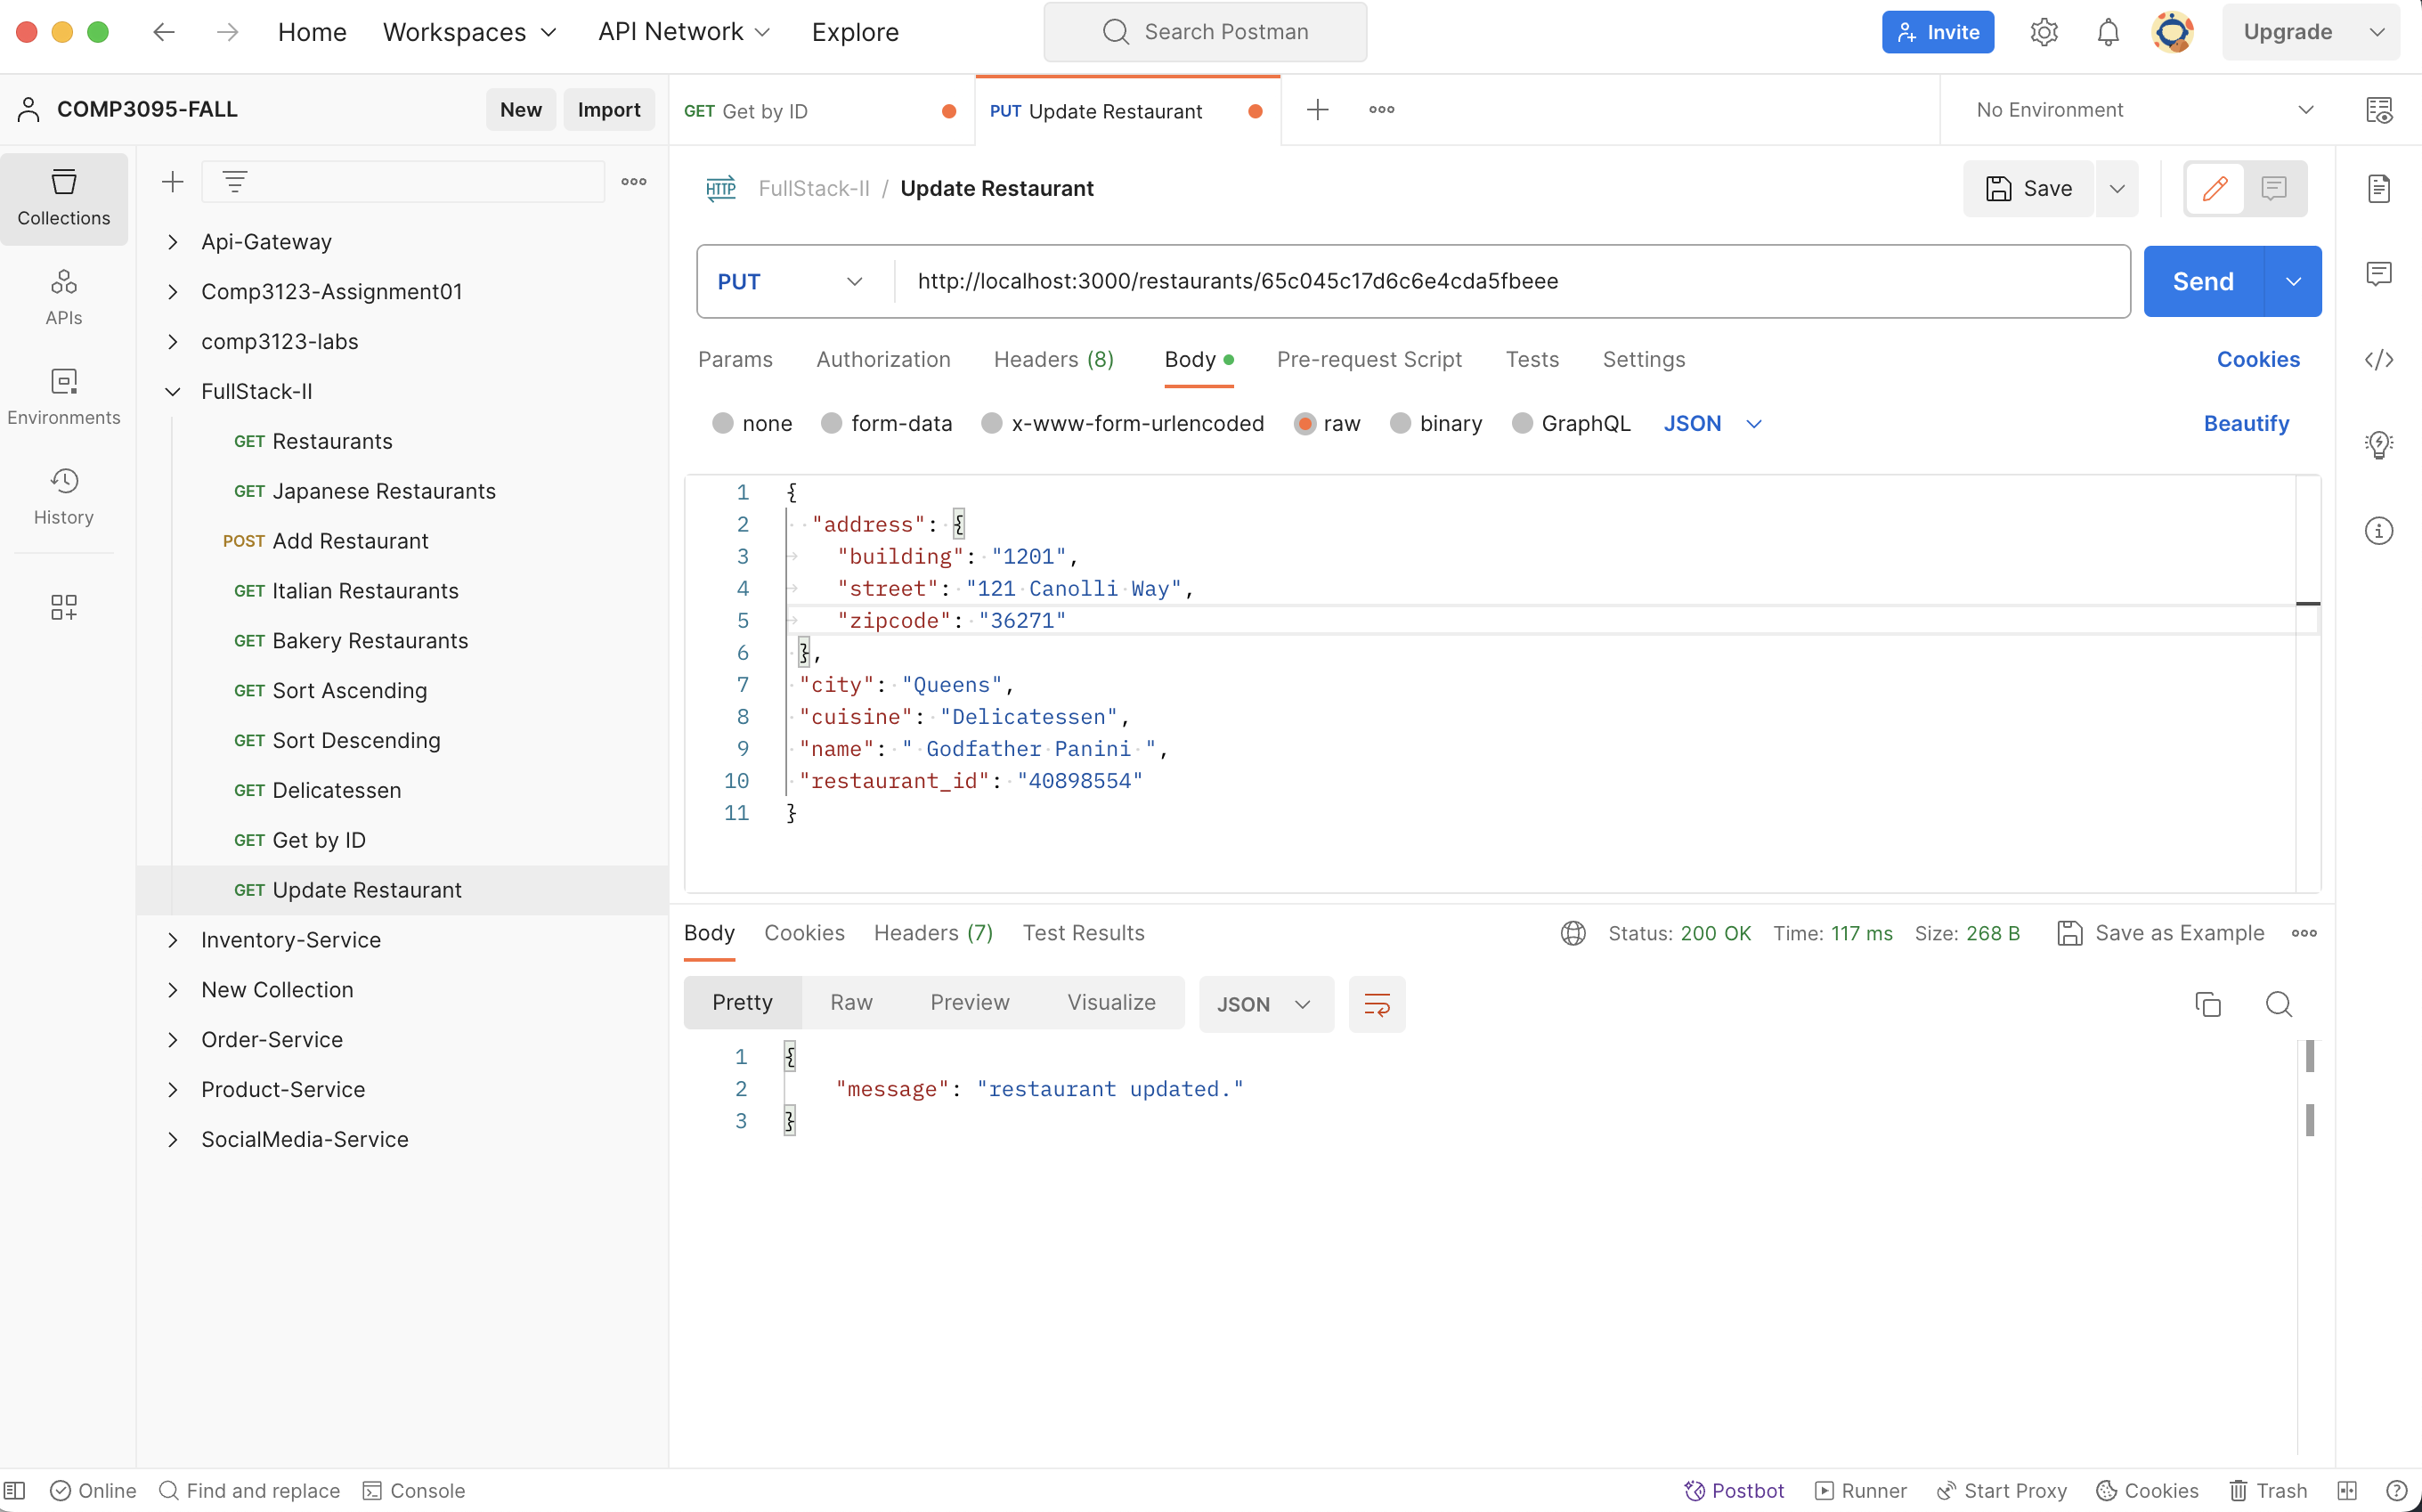 Home Workspaces API Network Explore Search Postman Invite Upgrade
COMP3095-FALL New Import GET Get by ID PUT Update Restaurant No Environment
Collections
APIs
Environments
History
Api-Gateway
Comp3123-Assignment01
comp3123-labs
FullStack-II
GET Restaurants
GET Japanese Restaurants
POST Add Restaurant
GET Italian Restaurants
GET Bakery Restaurants
GET Sort Ascending
GET Sort Descending
GET Delicatessen
GET Get by ID
GET Update Restaurant
Inventory-Service
New Collection
Order-Service
Product-Service
SocialMedia-Service
HTTP FullStack-II / Update Restaurant Save
PUT http://localhost:3000/restaurants/65c045c17d6c6e4cda5fbeee Send
Params Authorization Headers (8) Body Pre-request Script Tests Settings Cookies
none form-data x-www-form-urlencoded raw binary GraphQL JSON Beautify
1 {
2 "address": {
3 "building": "1201",
4 "street": "121 Canolli Way",
5 "zipcode": "36271"
6 },
7 "city": "Queens",
8 "cuisine": "Delicatessen",
9 "name": " Godfather Panini ",
10 "restaurant_id": "40898554"
11 }
Body Cookies Headers (7) Test Results Status: 200 OK Time: 117 ms Size: 268 B Save as Example
Pretty Raw Preview Visualize JSON
1 {
2 "message": "restaurant updated."
3 }
Online Find and replace Console Postbot Runner Start Proxy Cookies Trash